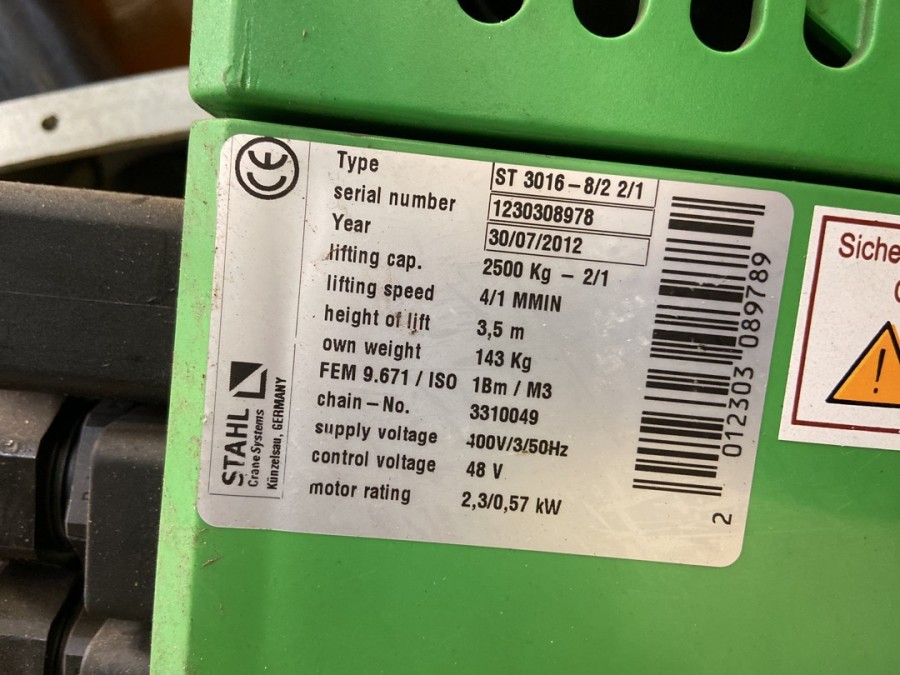 CE
Type ST 3016 – 8/2 2/1
serial number 1230308978
Year 30/07/2012
lifting cap. 2500 Kg – 2/1
lifting speed 4/1 MMIN
height of lift 3,5 m
own weight 143 Kg
FEM 9.671 / ISO 1Bm / M3
chain – No. 3310049
supply voltage 400V/3/50Hz
control voltage 48 V
motor rating 2,3/0,57 kW
STAHL
CraneSystems
Künzelsau, GERMANY
2 012303 089789
Siche